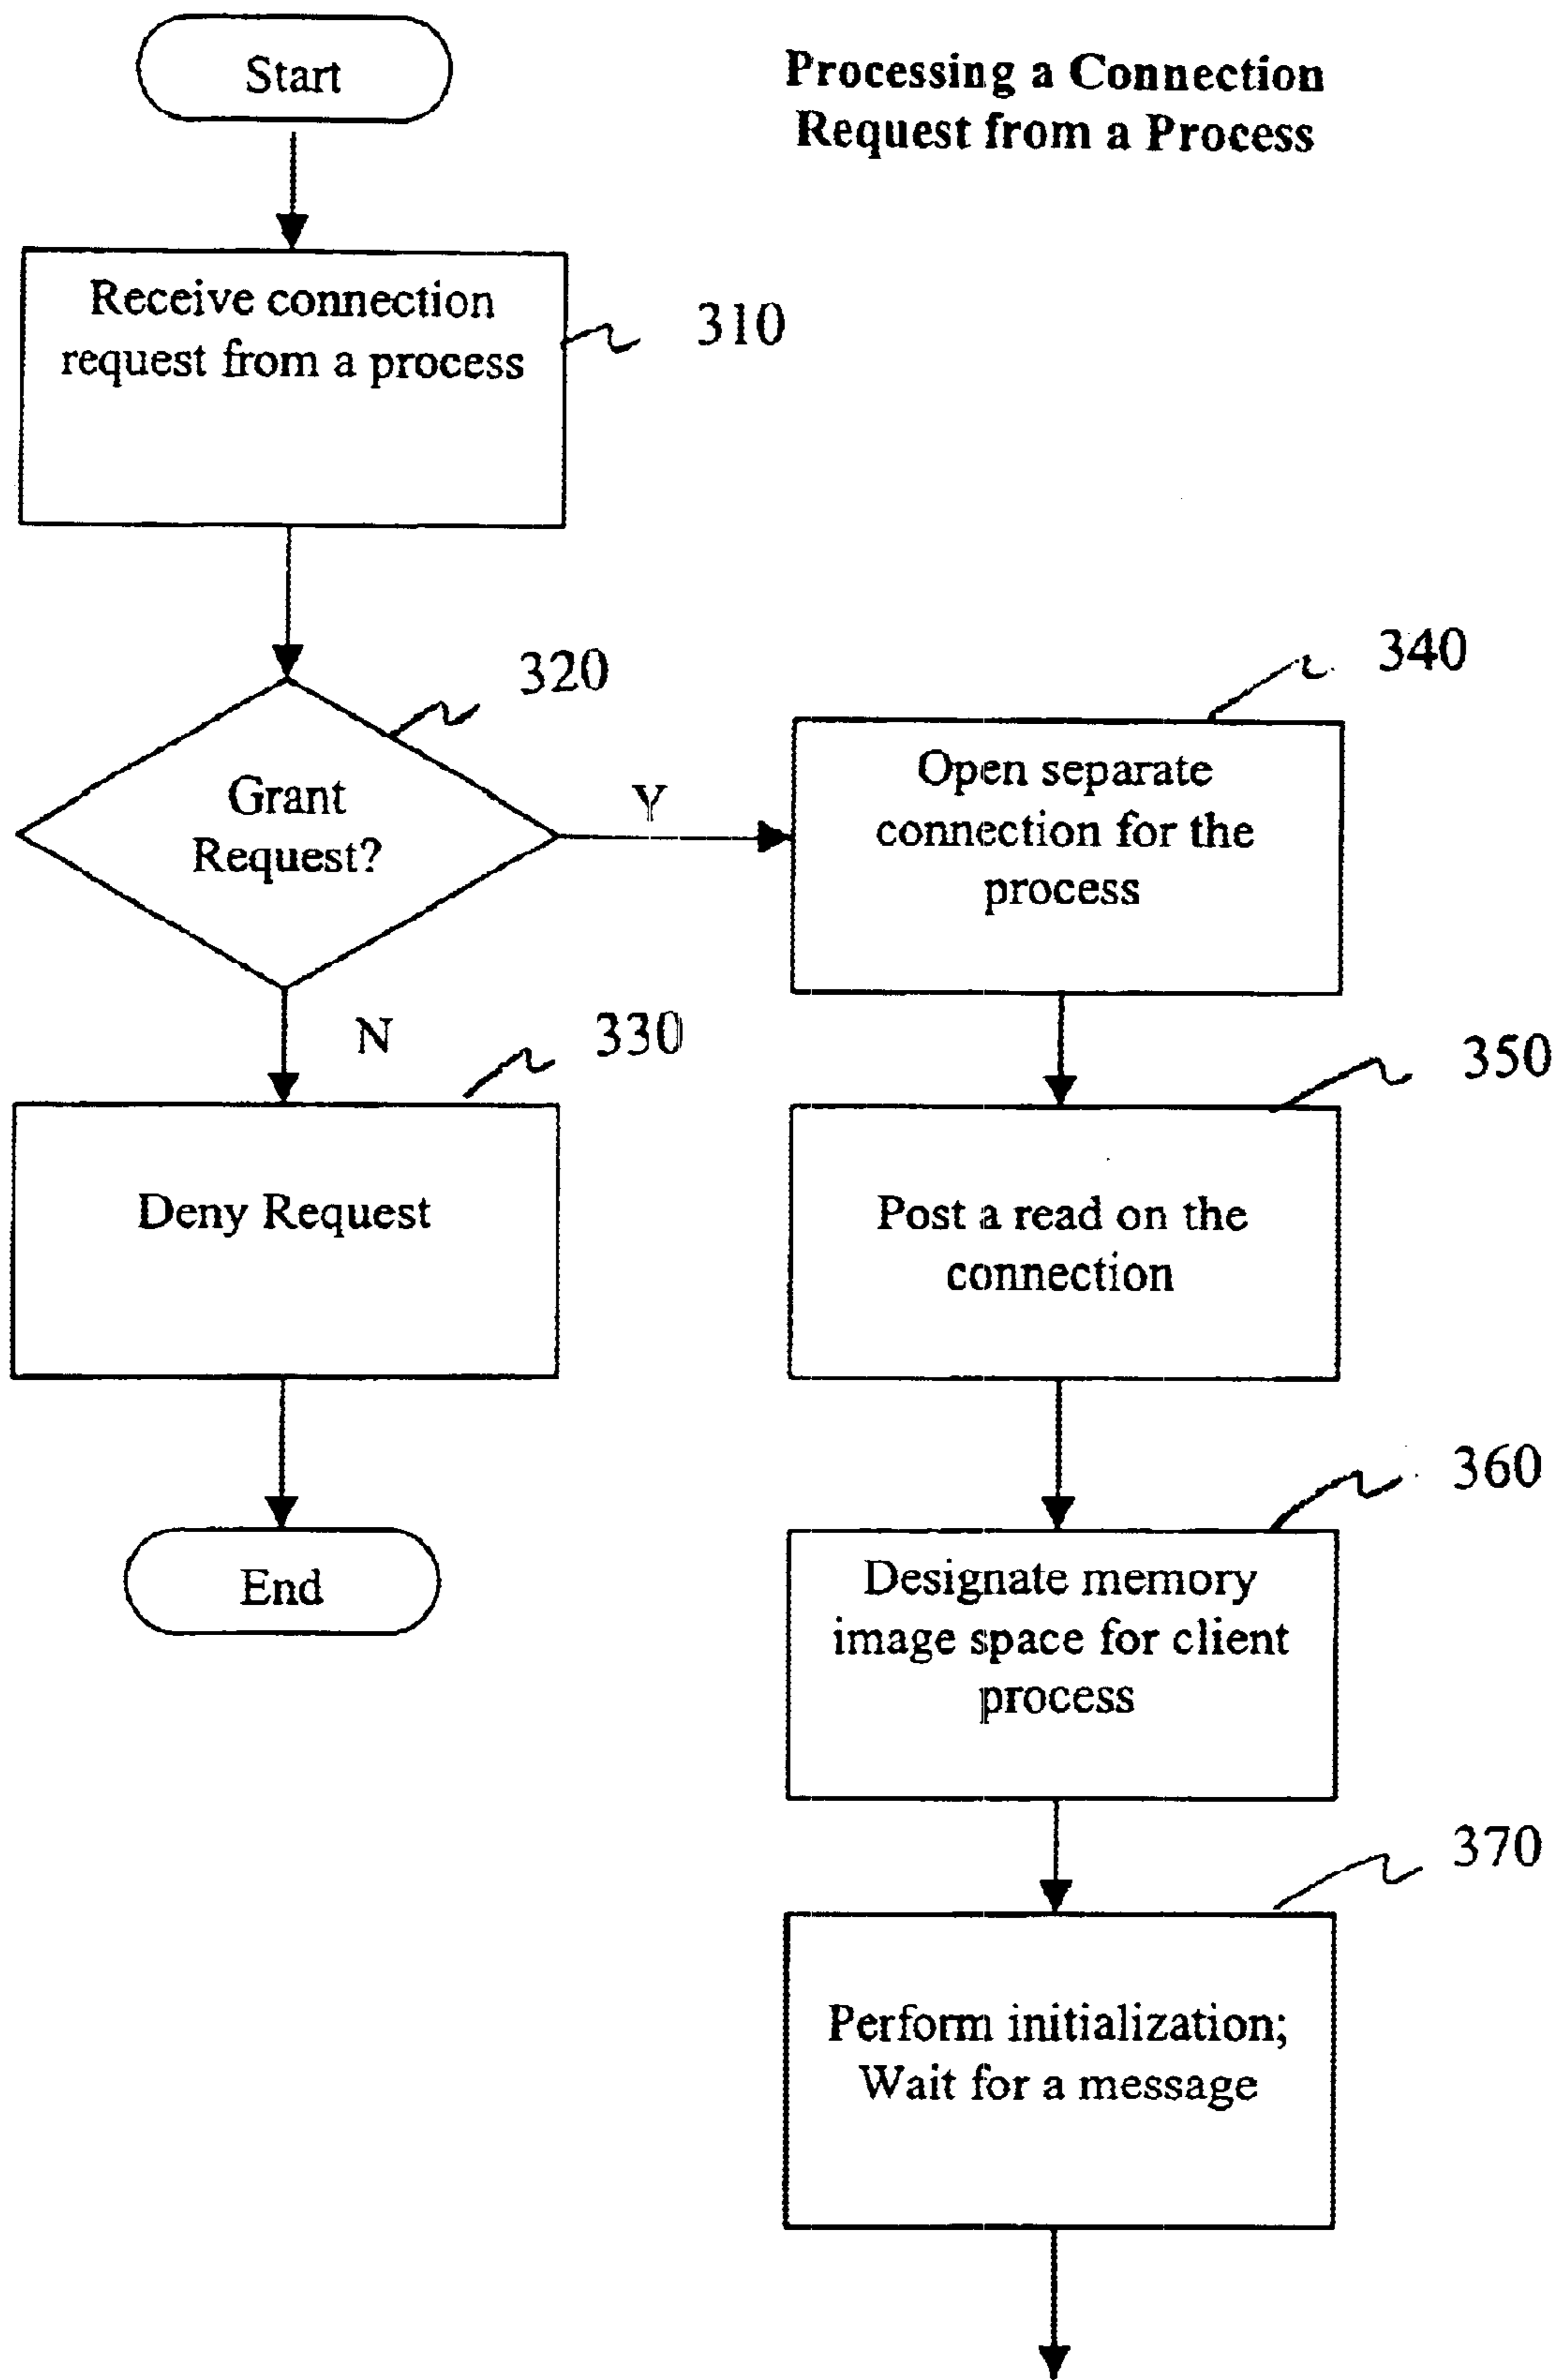 Start
Processing a Connection
Request from a Process
Receive connection
request from a process
310
320
Grant
Request?
Y
N
330
Deny Request
End
340
Open separate
connection for the
process
350
Post a read on the
connection
360
Designate memory
image space for client
process
370
Perform initialization;
Wait for a message